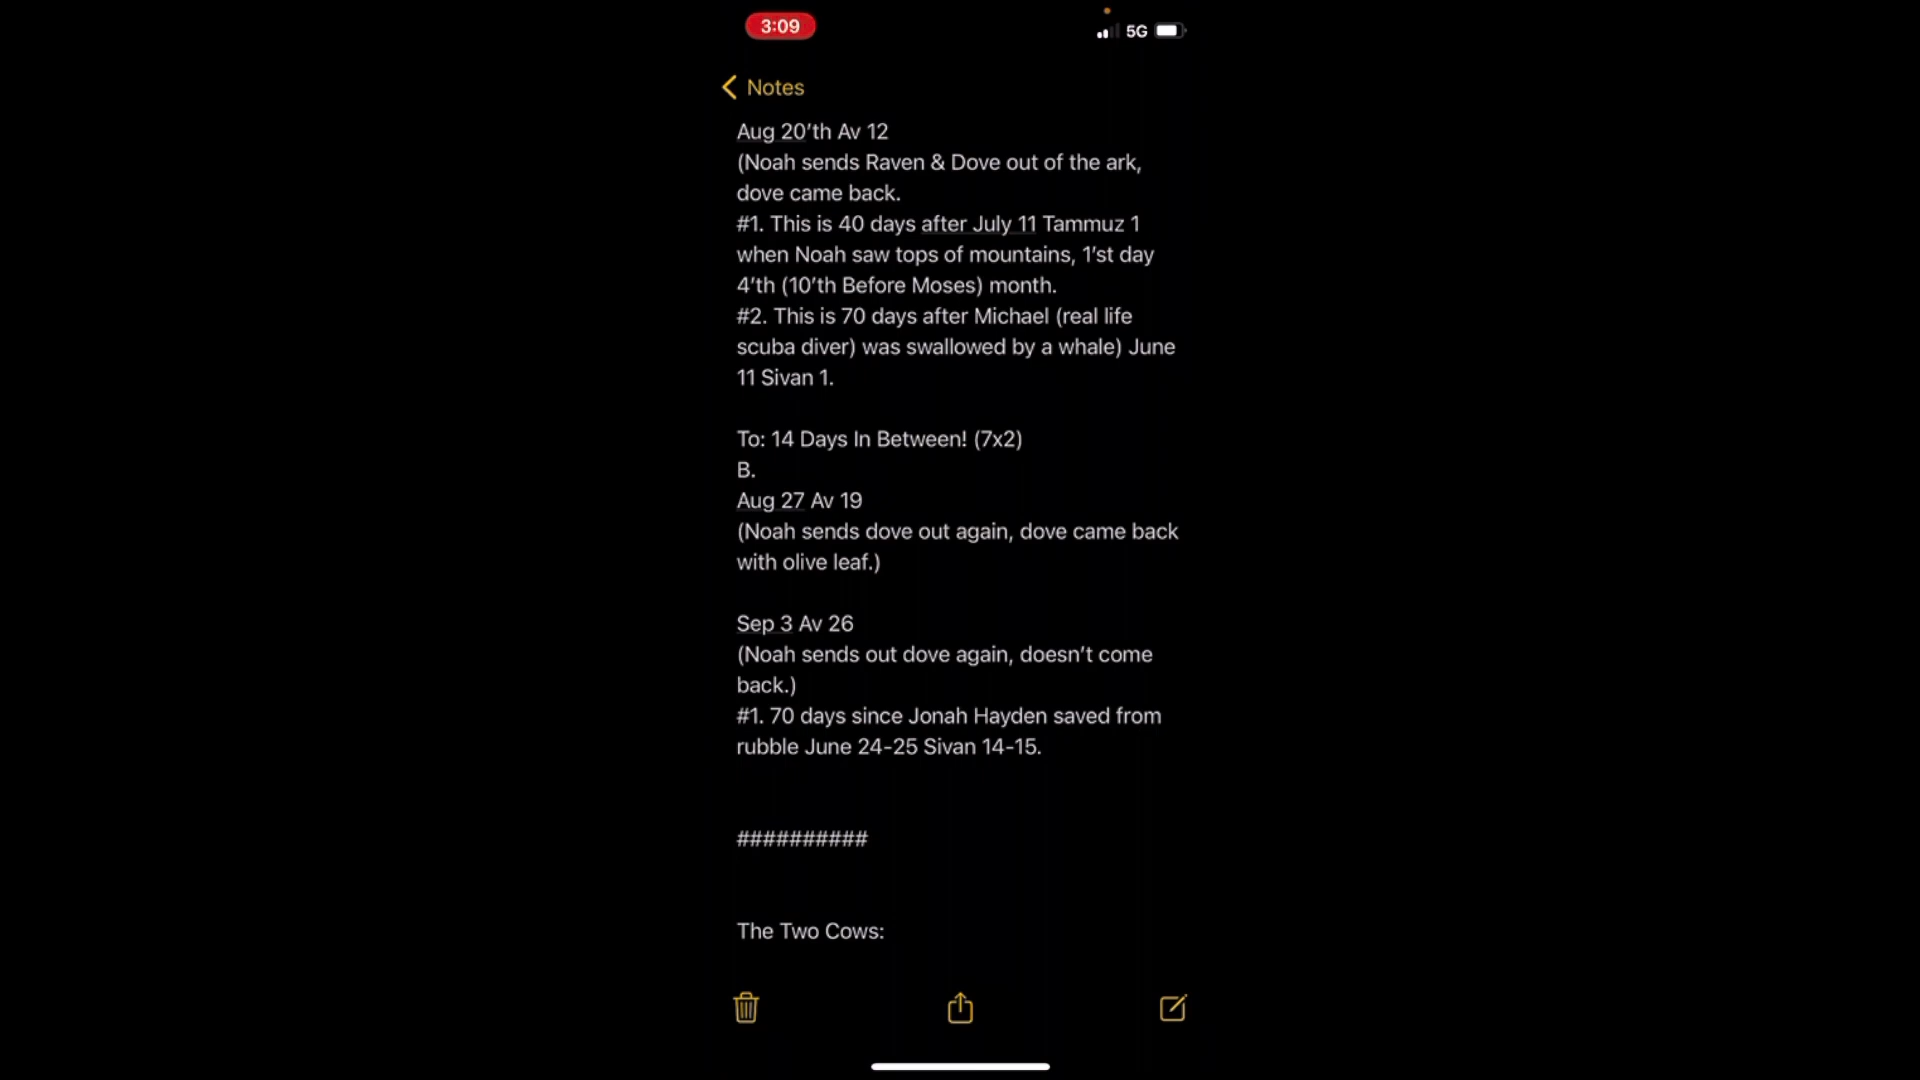 3:09
5G
Notes
Aug 20'th Av 12
(Noah sends Raven & Dove out of the ark,
dove came back.
#1. This is 40 days after July 11 Tammuz 1
when Noah saw tops of mountains, 1'st day
4'th (10'th Before Moses) month.
#2. This is 70 days after Michael (real life
scuba diver) was swallowed by a whale) June
11 Sivan 1.
To: 14 Days In Between! (7x2)
B.
Aug 27 Av 19
(Noah sends dove out again, dove came back
with olive leaf.)
Sep 3 Av 26
(Noah sends out dove again, doesn't come
back.)
#1. 70 days since Jonah Hayden saved from
rubble June 24-25 Sivan 14-15.
##########
The Two Cows: